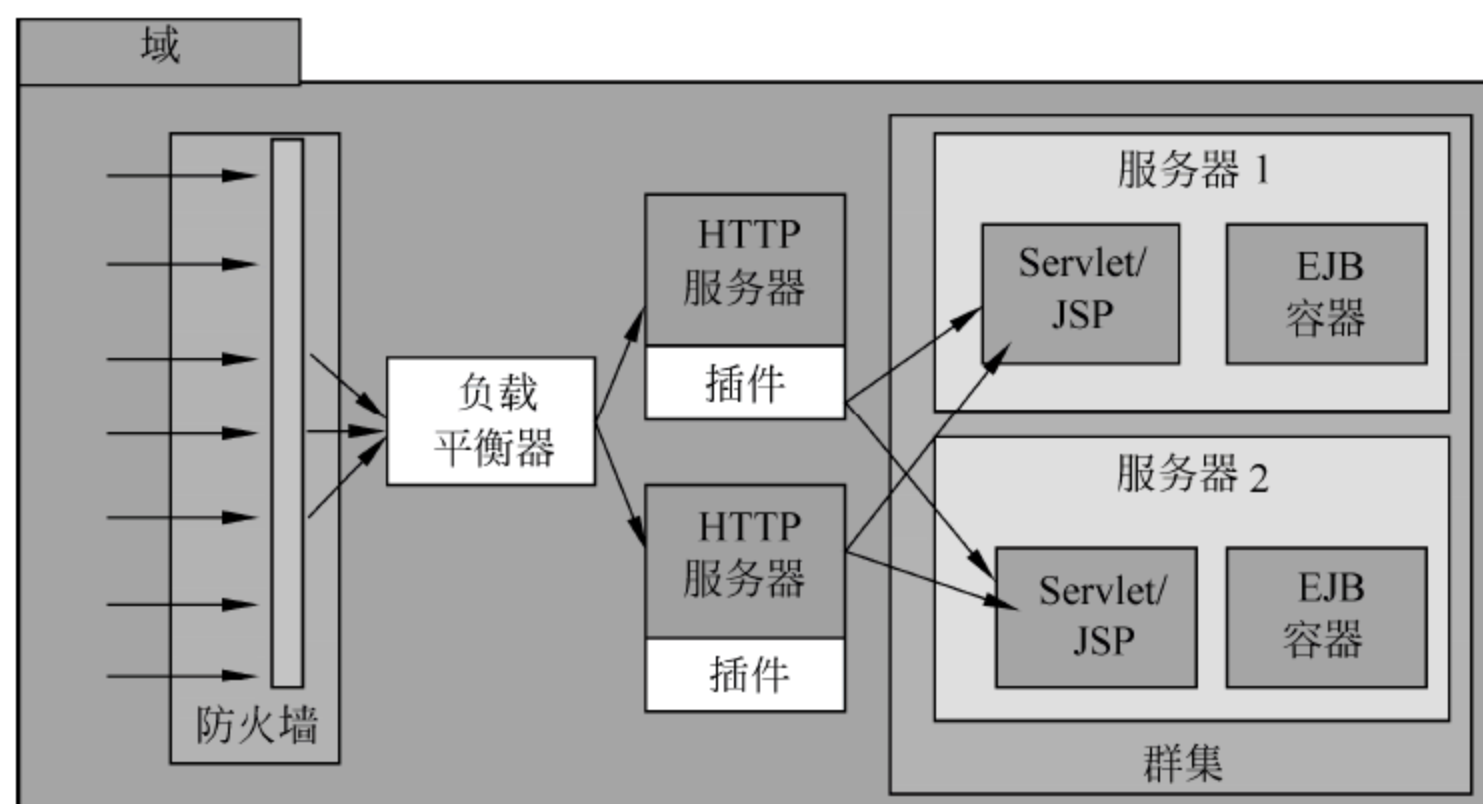 域
防火墙
负载
平衡器
HTTP
服务器
插件
HTTP
服务器
插件
服务器 1
Servlet/
JSP
EJB
容器
服务器 2
Servlet/
JSP
EJB
容器
群集